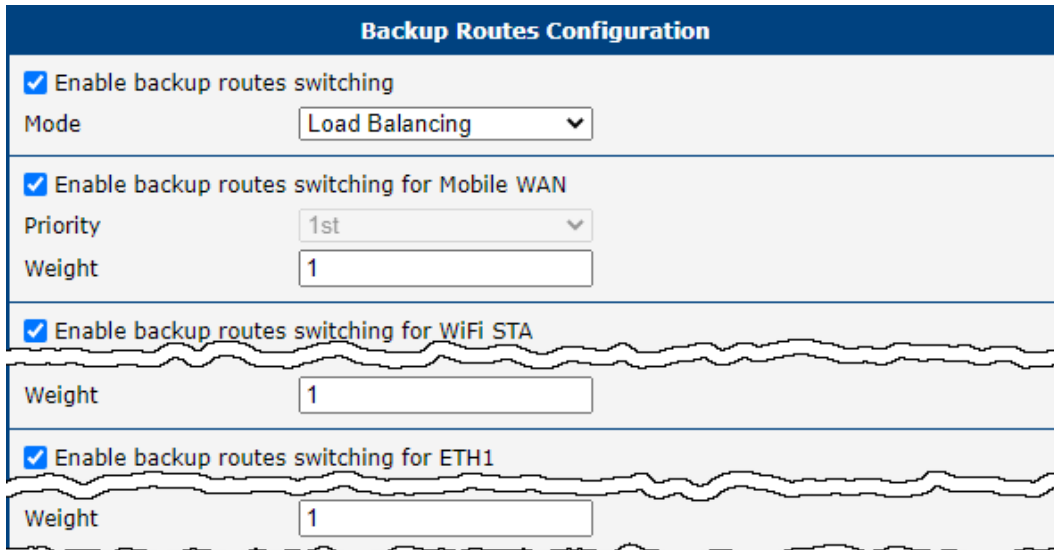 Backup Routes Configuration
Enable backup routes switching
Mode Load Balancing
Enable backup routes switching for Mobile WAN
Priority 1st
Weight 1
Enable backup routes switching for WiFi STA
Weight 1
Enable backup routes switching for ETH1
Weight 1